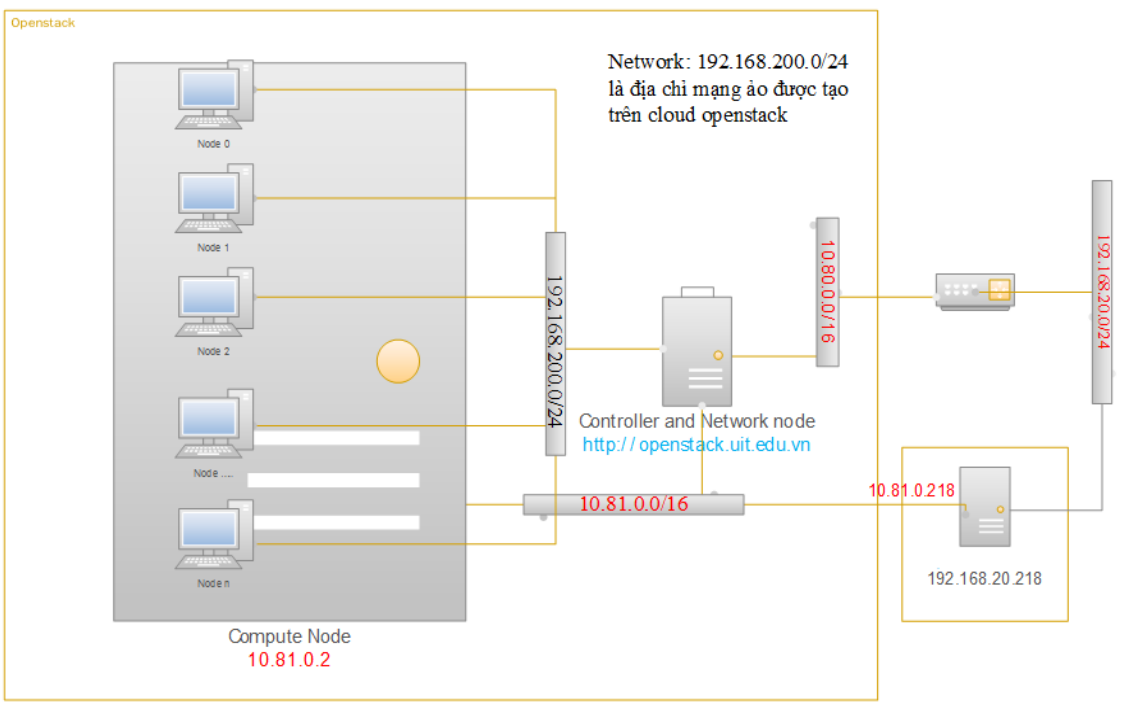 Openstack
Network: 192.168.200.0/24
là địa chỉ mạng ảo được tạo
trên cloud openstack
Node 0
Node 1
Node 2
Node ....
Node n
192.168.200.0/24
10.80.0.0/16
192.168.20.0/24
Controller and Network node
http://openstack.uit.edu.vn
10.81.0.0/16
10.81.0.218
192.168.20.218
Compute Node
10.81.0.2